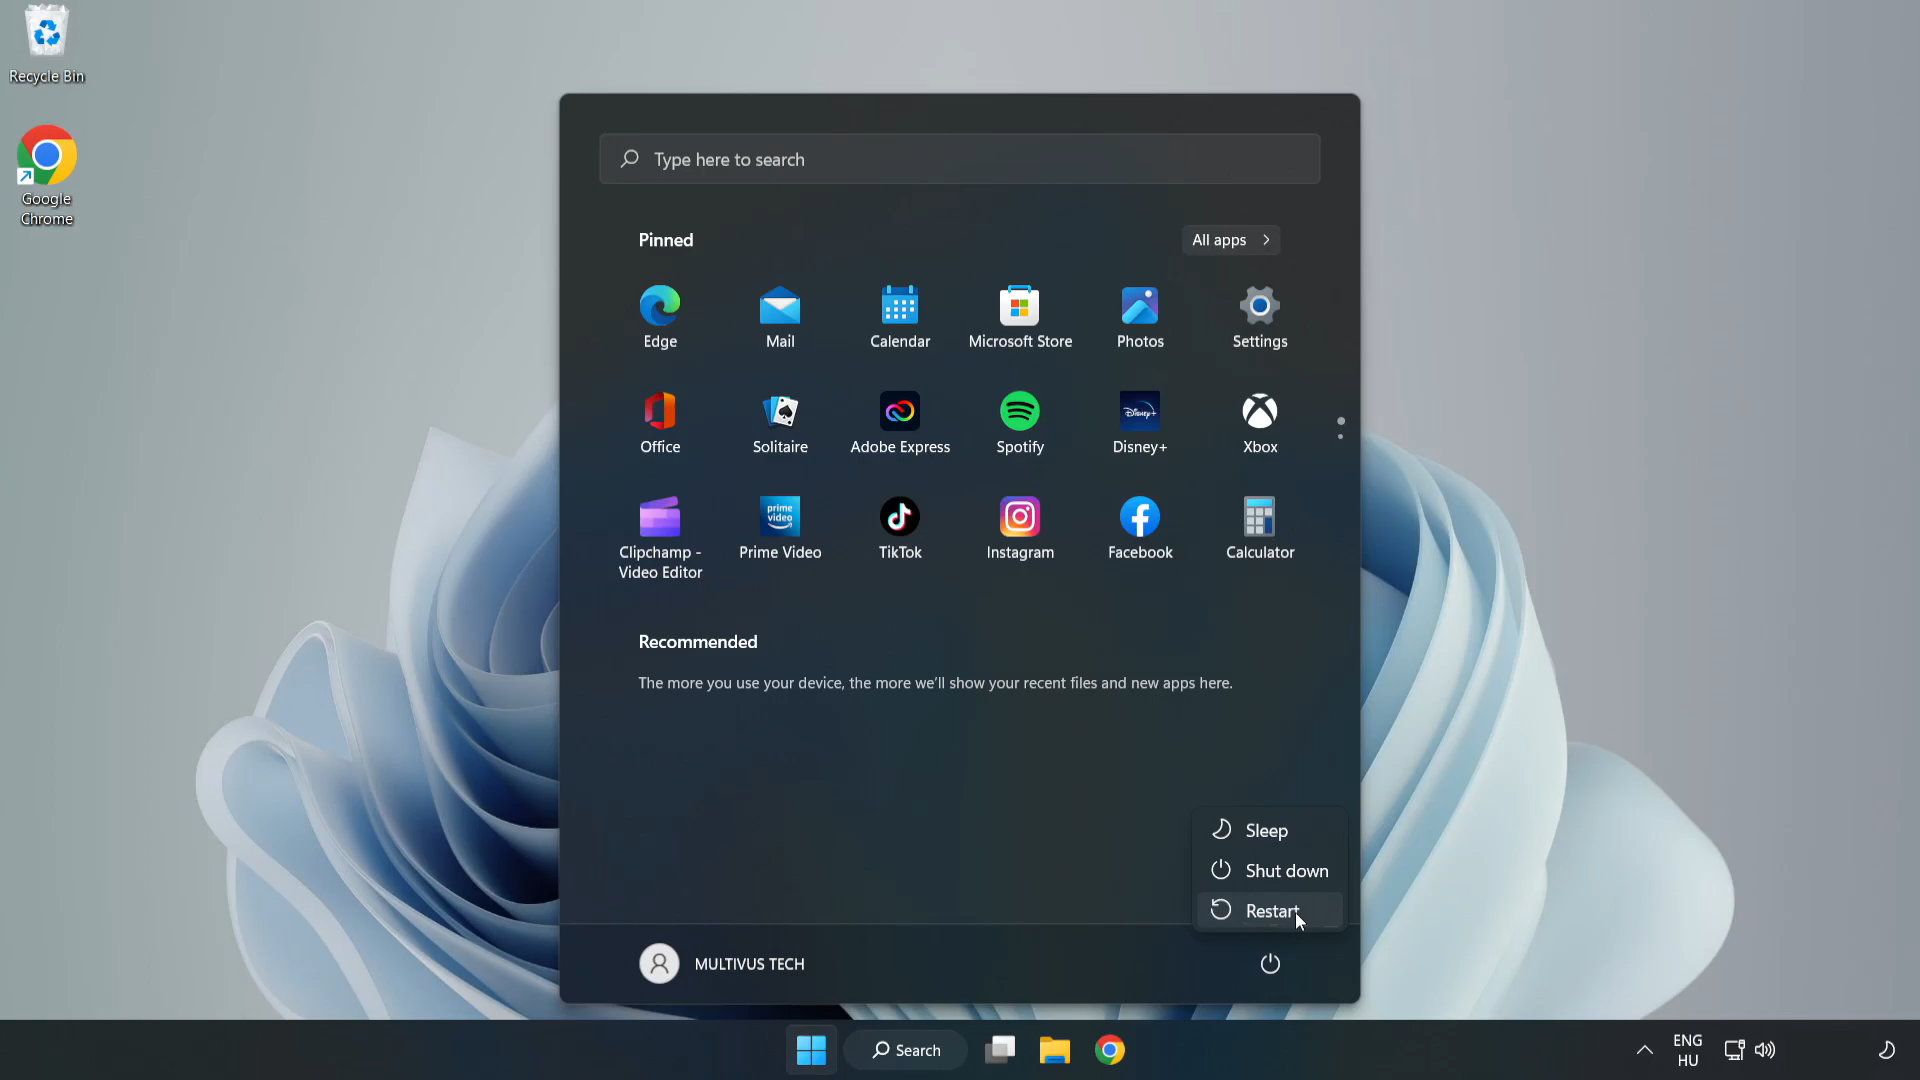 Recycle Bin
Google
Chrome
Type here to search
Pinned
All apps
Edge
Mail
Calendar
Microsoft Store
Photos
Settings
Office
Solitaire
Adobe Express
Spotify
Disney+
Disney+
Xbox
prime
video
Clipchamp -
Video Editor
Prime Video
TikTok
Instagram
Facebook
Calculator
Recommended
The more you use your device, the more we'll show your recent files and new apps here.
Sleep
Shut down
Restart
MULTIVUS TECH
Search
ENG
HU